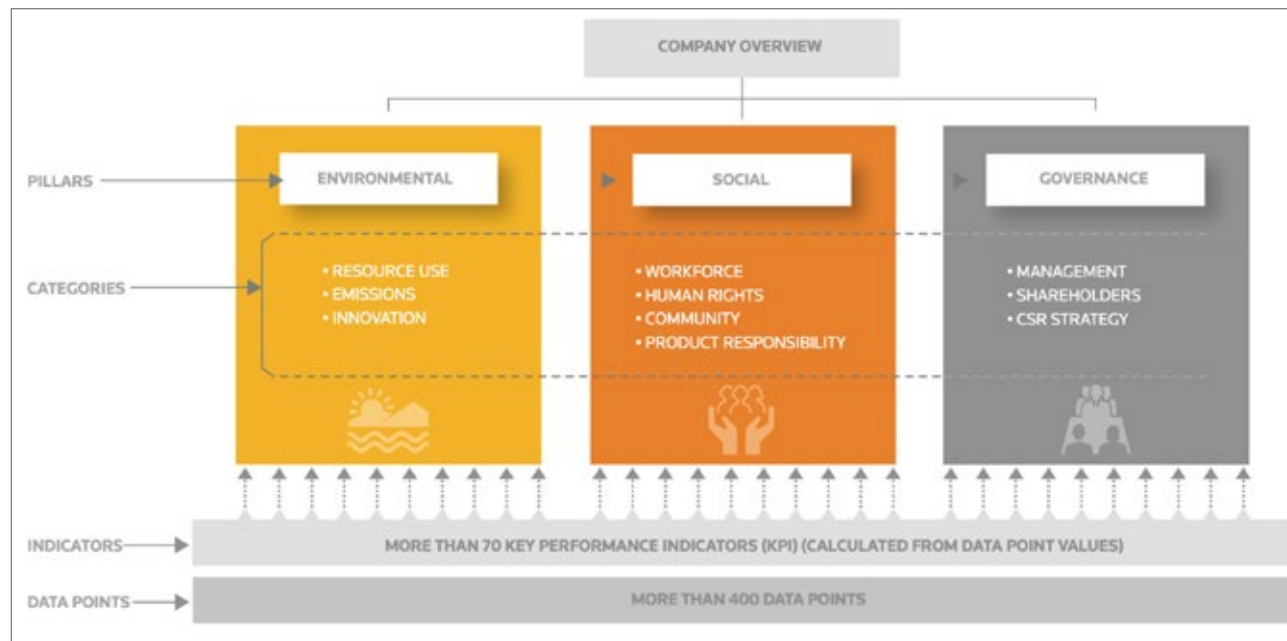 COMPANY OVERVIEW
PILLARS
ENVIRONMENTAL
SOCIAL
GOVERNANCE
CATEGORIES
• RESOURCE USE
• EMISSIONS
• INNOVATION
• WORKFORCE
• HUMAN RIGHTS
• COMMUNITY
• PRODUCT RESPONSIBILITY
• MANAGEMENT
• SHAREHOLDERS
• CSR STRATEGY
INDICATORS
MORE THAN 70 KEY PERFORMANCE INDICATORS (KPI) (CALCULATED FROM DATA POINT VALUES)
DATA POINTS
MORE THAN 400 DATA POINTS